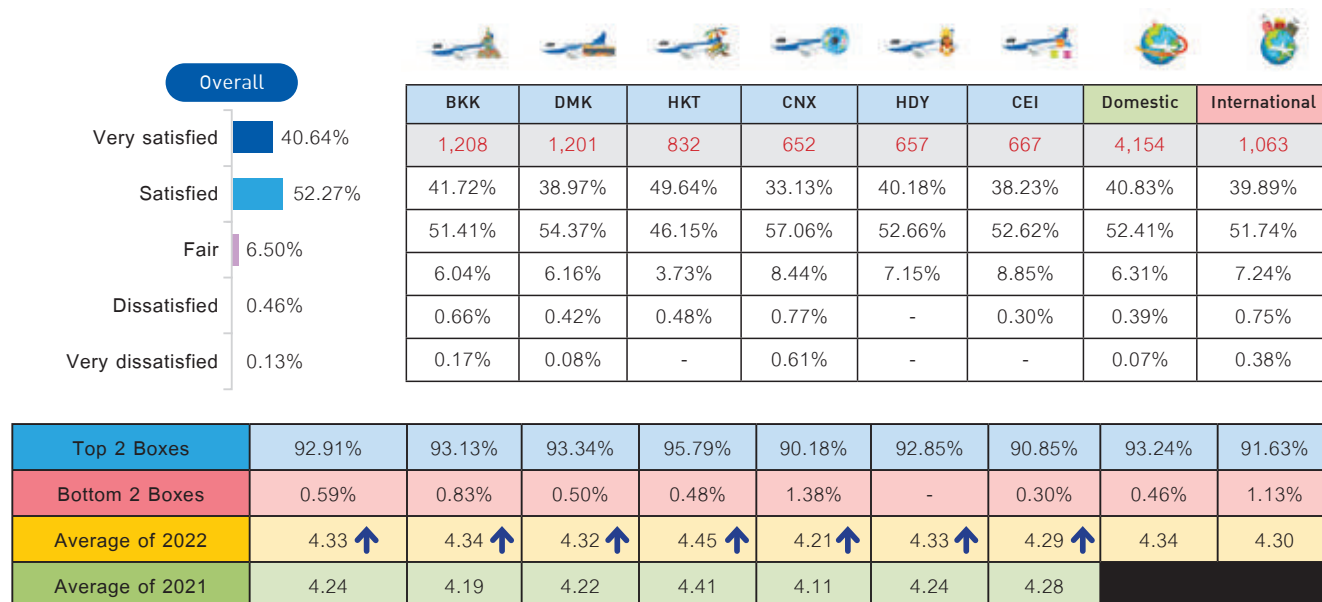 Overall
BKK DMK HKT CNX HDY CEI Domestic International
1,208 1,201 832 652 657 667 4,154 1,063
Very satisfied 40.64% 41.72% 38.97% 49.64% 33.13% 40.18% 38.23% 40.83% 39.89%
Satisfied 52.27% 51.41% 54.37% 46.15% 57.06% 52.66% 52.62% 52.41% 51.74%
Fair 6.50% 6.04% 6.16% 3.73% 8.44% 7.15% 8.85% 6.31% 7.24%
Dissatisfied 0.46% 0.66% 0.42% 0.48% 0.77% - 0.30% 0.39% 0.75%
Very dissatisfied 0.13% 0.17% 0.08% - 0.61% - - 0.07% 0.38%
Top 2 Boxes 92.91% 93.13% 93.34% 95.79% 90.18% 92.85% 90.85% 93.24% 91.63%
Bottom 2 Boxes 0.59% 0.83% 0.50% 0.48% 1.38% - 0.30% 0.46% 1.13%
Average of 2022 4.33 4.34 4.32 4.45 4.21 4.33 4.29 4.34 4.30
Average of 2021 4.24 4.19 4.22 4.41 4.11 4.24 4.28